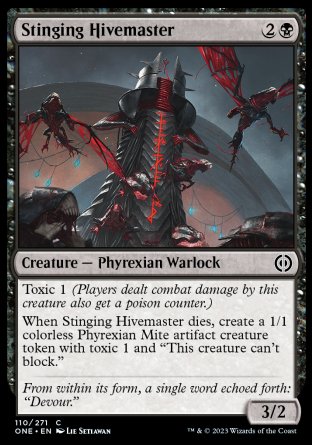 Stinging Hivemaster 2
Creature — Phyrexian Warlock
Toxic 1 (Players dealt combat damage by this
creature also get a poison counter.)
When Stinging Hivemaster dies, create a 1/1
colorless Phyrexian Mite artifact creature
token with toxic 1 and “This creature can’t
block.”
From within its form, a single word echoed forth:
“Devour.”
3/2
110/271 C
ONE • EN LIE SETIAWAN
™ & © 2023 Wizards of the Coast